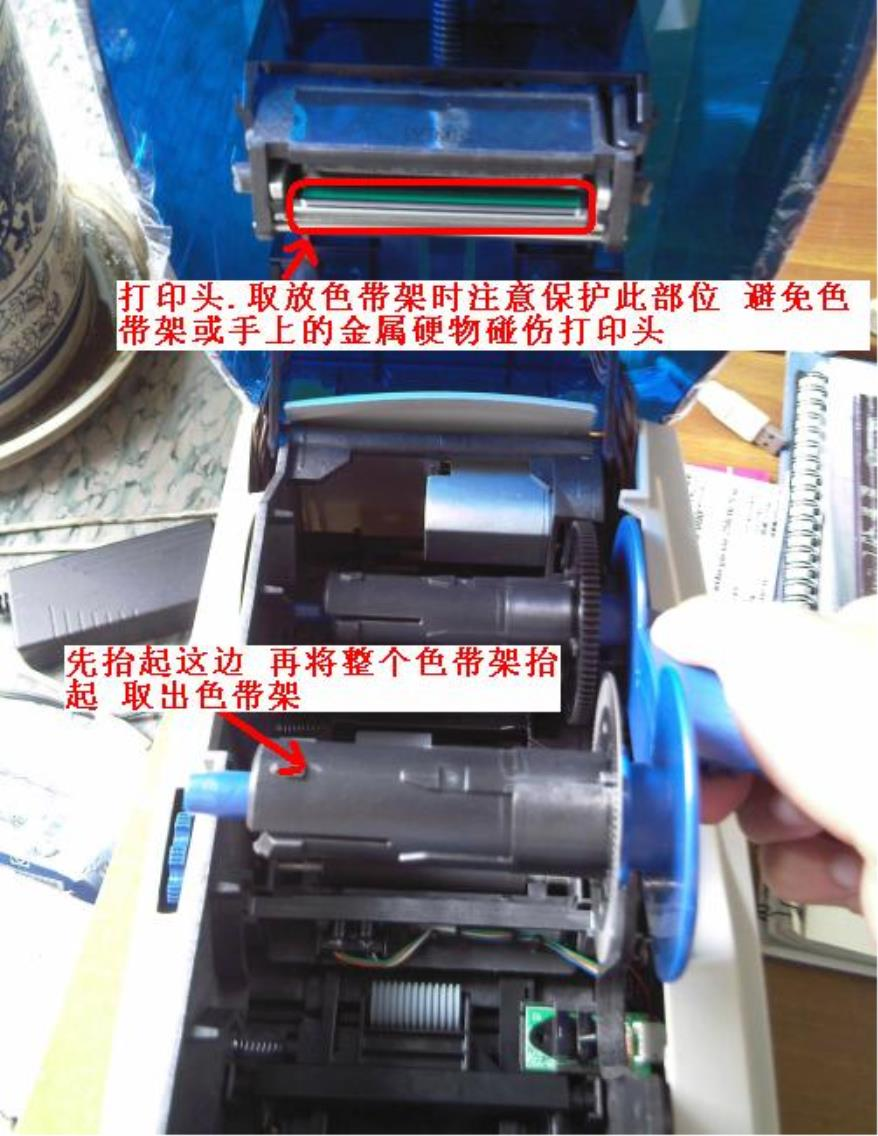 打印头.取放色带架时注意保护此部位 避免色
带架或手上的金属硬物碰伤打印头
先抬起这边 再将整个色带架抬
起 取出色带架